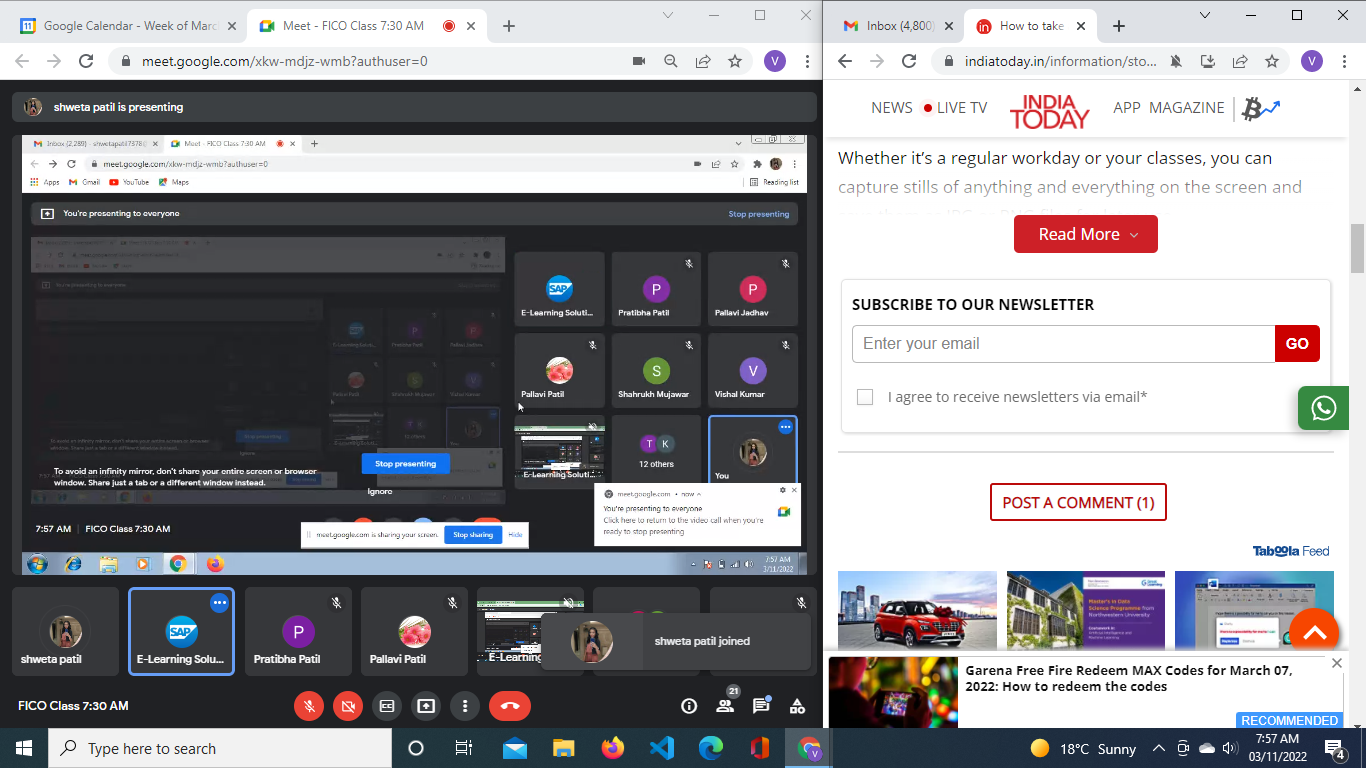 Google Calendar - Week of Marc
Meet - FICO Class 7:30 AM
meet.google.com/xkw-mdjz-wmb?authuser=0
V
shweta patil is presenting
Inbox (2,289) - shwetapatil7378@
Meet - FICO Class 7:30 AM
meet.google.com/xkw-mdjz-wmb?authuser=0
Apps
Gmail
YouTube
Maps
Reading list
You're presenting to everyone
Stop presenting
SAP
P
P
E-Learning Soluti...
Pratibha Patil
Pallavi Jadhav
S
V
Pallavi Patil
Shahrukh Mujawar
Vishal Kumar
T K
12 others
E-Learning Soluti...
You
To avoid an infinity mirror, don't share your entire screen or browser
window. Share just a tab or a different window instead.
Stop presenting
Ignore
meet.google.com • now
You're presenting to everyone
Click here to return to the video call when you're
ready to stop presenting
7:57 AM
FICO Class 7:30 AM
meet.google.com is sharing your screen.
Stop sharing
Hide
7:57 AM
3/11/2022
shweta patil
SAP
E-Learning Solu...
P
Pratibha Patil
Pallavi Patil
E-Learning
shweta patil joined
FICO Class 7:30 AM
21
Inbox (4,800)
How to take
indiatoday.in/information/sto...
V
NEWS
LIVE TV
INDIA
TODAY
APP
MAGAZINE
Whether it's a regular workday or your classes, you can
capture stills of anything and everything on the screen and
Read More
SUBSCRIBE TO OUR NEWSLETTER
Enter your email
GO
I agree to receive newsletters via email*
POST A COMMENT (1)
Taboola Feed
Master's in Data
Science Programme from
Northwestern University
Garena Free Fire Redeem MAX Codes for March 07,
2022: How to redeem the codes
RECOMMENDED
Type here to search
V
18°C Sunny
7:57 AM
03/11/2022
4